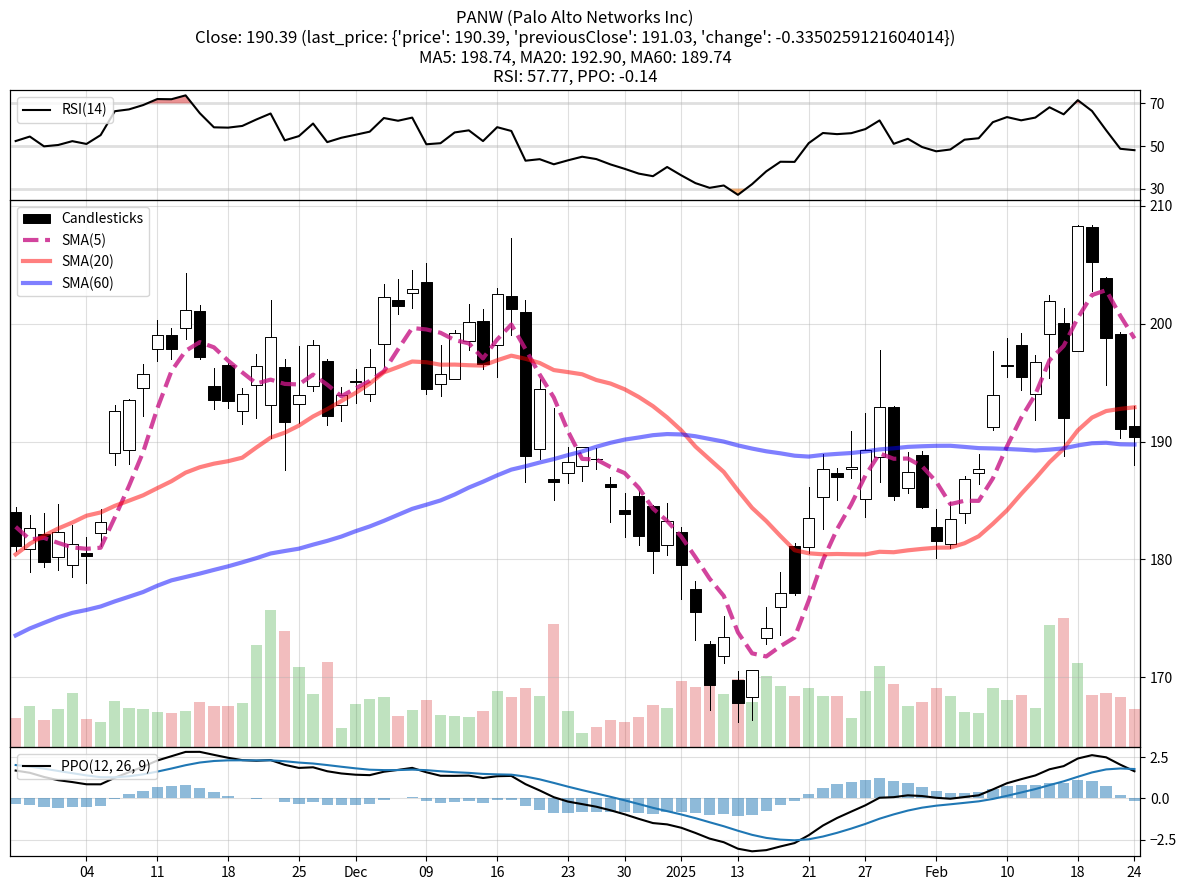 PANW (Palo Alto Networks Inc)
Close: 190.39 (last_price: {'price': 190.39, 'previousClose': 191.03, 'change': -0.3350259121604014})
MA5: 198.74, MA20: 192.90, MA60: 189.74
RSI: 57.77, PPO: -0.14
RSI(14)
70
50
30
Candlesticks
SMA(5)
SMA(20)
SMA(60)
210
200
190
180
170
PPO(12, 26, 9)
2.5
0.0
−2.5
04 11 18 25 Dec 09 16 23 30 2025 13 21 27 Feb 10 18 24